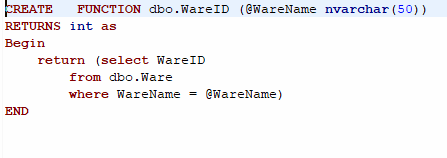 CREATE   FUNCTION dbo.WareID (@WareName nvarchar(50))
RETURNS int as
Begin
    return (select WareID
        from dbo.Ware
        where WareName = @WareName)
END